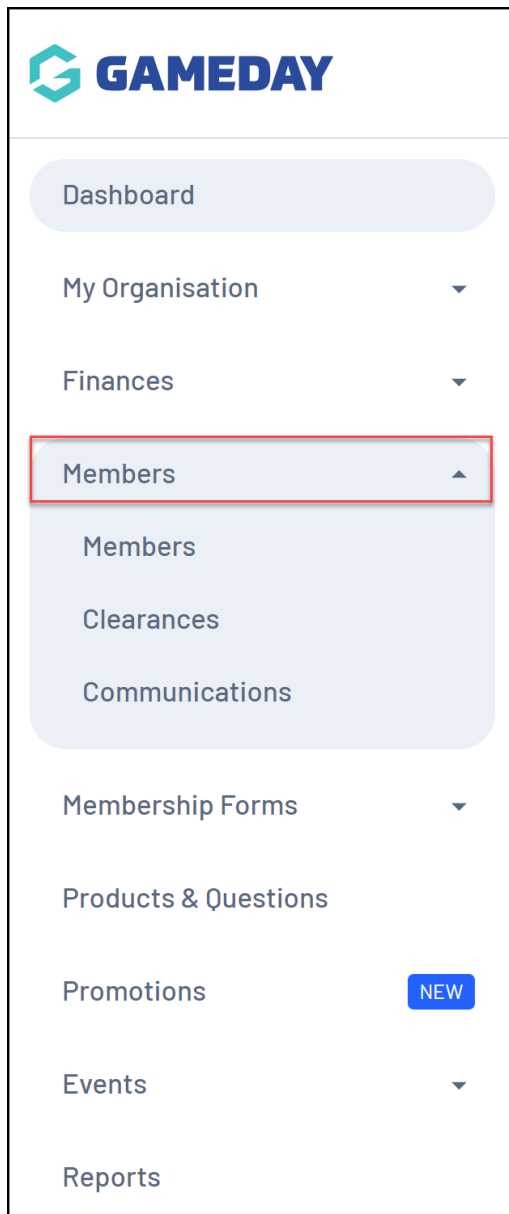 GAMEDAY
Dashboard
My Organisation
Finances
Members
Members
Clearances
Communications
Membership Forms
Products & Questions
Promotions NEW
Events
Reports